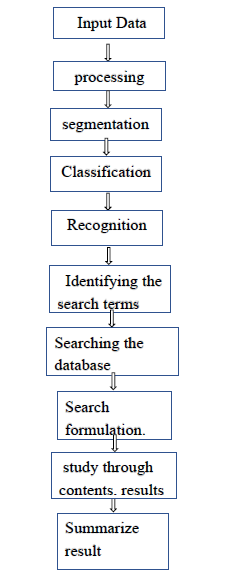 Input Data
processing
segmentation
Classification
Recognition
Identifying the
search terms
Searching the
database
Search
formulation.
study through
contents. results
Summarize
result